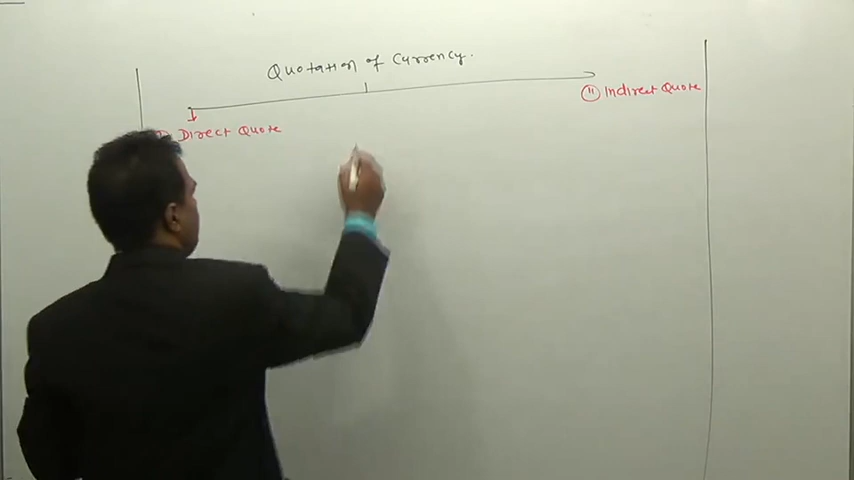 Quotation of Currency.
Direct Quote
(II) Indirect Quote